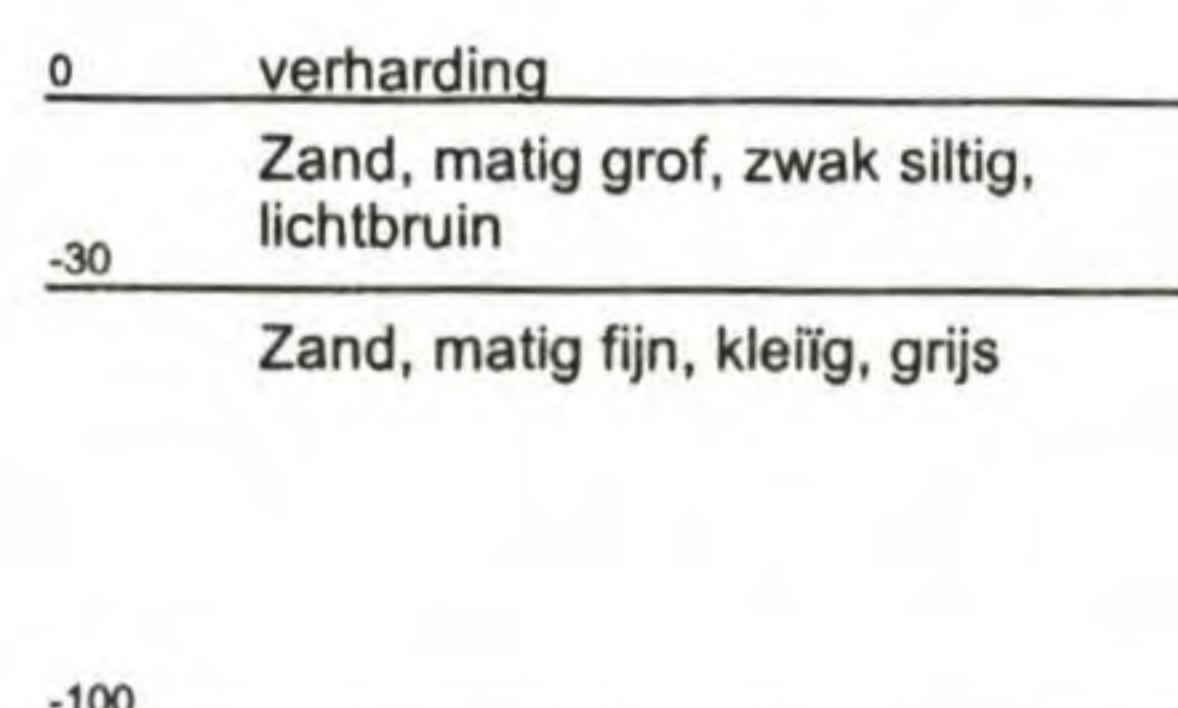 0 verharding
Zand, matig grof, zwak siltig,
lichtbruin
-30
Zand, matig fijn, kleiïg, grijs
-100